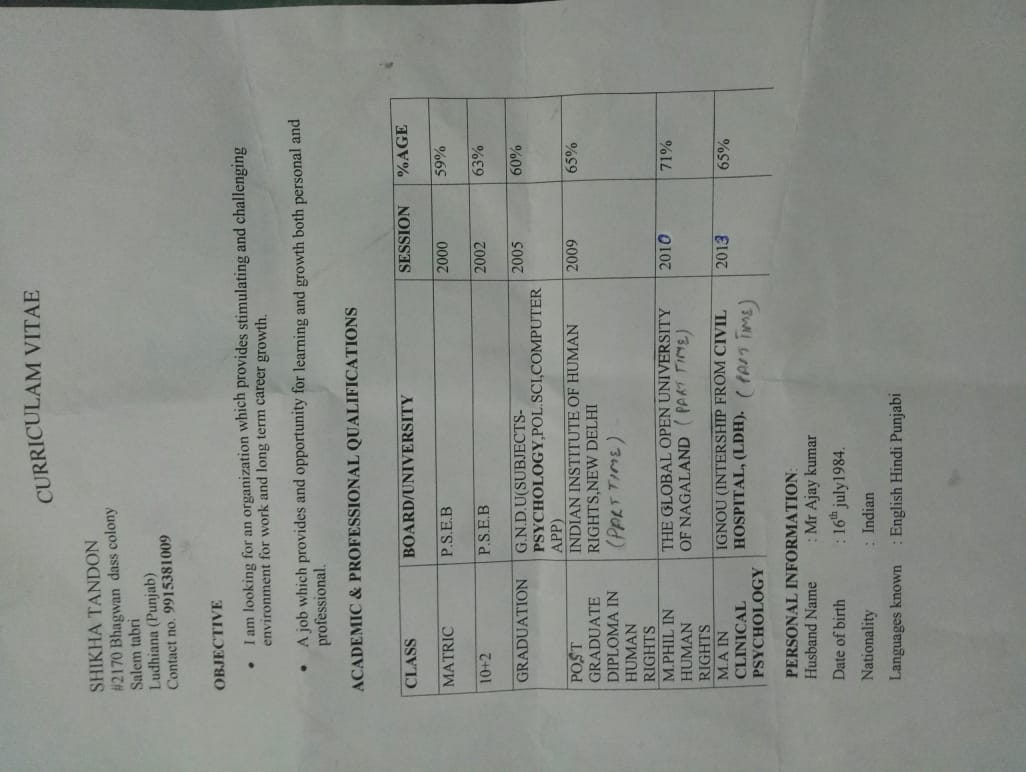 CURRICULAM VITAE
SHIKHA TANDON
#2170 Bhagwan dass colony
Salem tabri
Ludhiana (Punjab)
Contact no. 9915381009
OBJECTIVE
• I am looking for an organization which provides stimulating and challenging
environment for work and long term career growth.
• A job which provides and opportunity for learning and growth both personal and
professional.
ACADEMIC & PROFESSIONAL QUALIFICATIONS
CLASS BOARD/UNIVERSITY SESSION %AGE
MATRIC P.S.E.B 2000 59%
10+2 P.S.E.B 2002 63%
GRADUATION G.N.D.U(SUBJECTS- 2005 60%
PSYCHOLOGY,POL.SCI,COMPUTER
APP)
POST INDIAN INSTITUTE OF HUMAN 2009 65%
GRADUATE RIGHTS,NEW DELHI
DIPLOMA IN (PART TIME)
HUMAN
RIGHTS
M.PHIL IN THE GLOBAL OPEN UNIVERSITY 2010 71%
HUMAN OF NAGALAND (PART TIME)
RIGHTS
M.A IN IGNOU (INTERSHIP FROM CIVIL 2013 65%
CLINICAL HOSPITAL, (LDH). (PART TIME)
PSYCHOLOGY
PERSONAL INFORMATION:
Husband Name : Mr Ajay kumar
Date of birth : 16th july1984.
Nationality : Indian
Languages known : English Hindi Punjabi